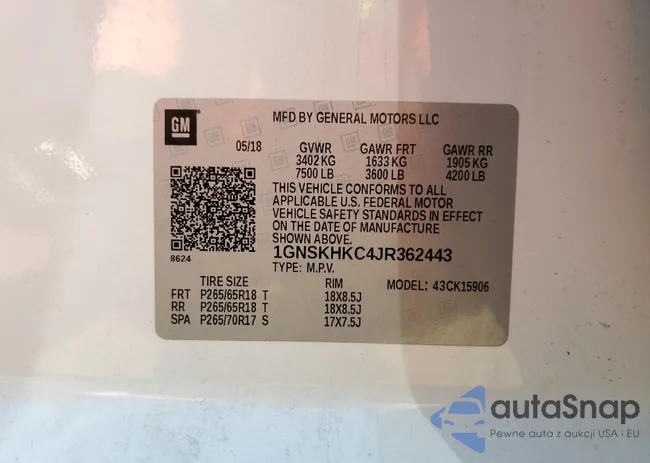 GM
MFD BY GENERAL MOTORS LLC
05/18 GVWR GAWR FRT GAWR RR
3402 KG 1633 KG 1905 KG
7500 LB 3600 LB 4200 LB
THIS VEHICLE CONFORMS TO ALL
APPLICABLE U.S. FEDERAL MOTOR
VEHICLE SAFETY STANDARDS IN EFFECT
ON THE DATE OF MANUFACTURE
SHOWN ABOVE.
8624
1GNSKHKC4JR362443
TYPE: M.P.V.
TIRE SIZE RIM MODEL: 43CK15906
FRT P265/65R18 T 18X8.5J
RR P265/65R18 T 18X8.5J
SPA P265/70R17 S 17X7.5J
autaSnap
Pewne auta z aukcji USA i EU